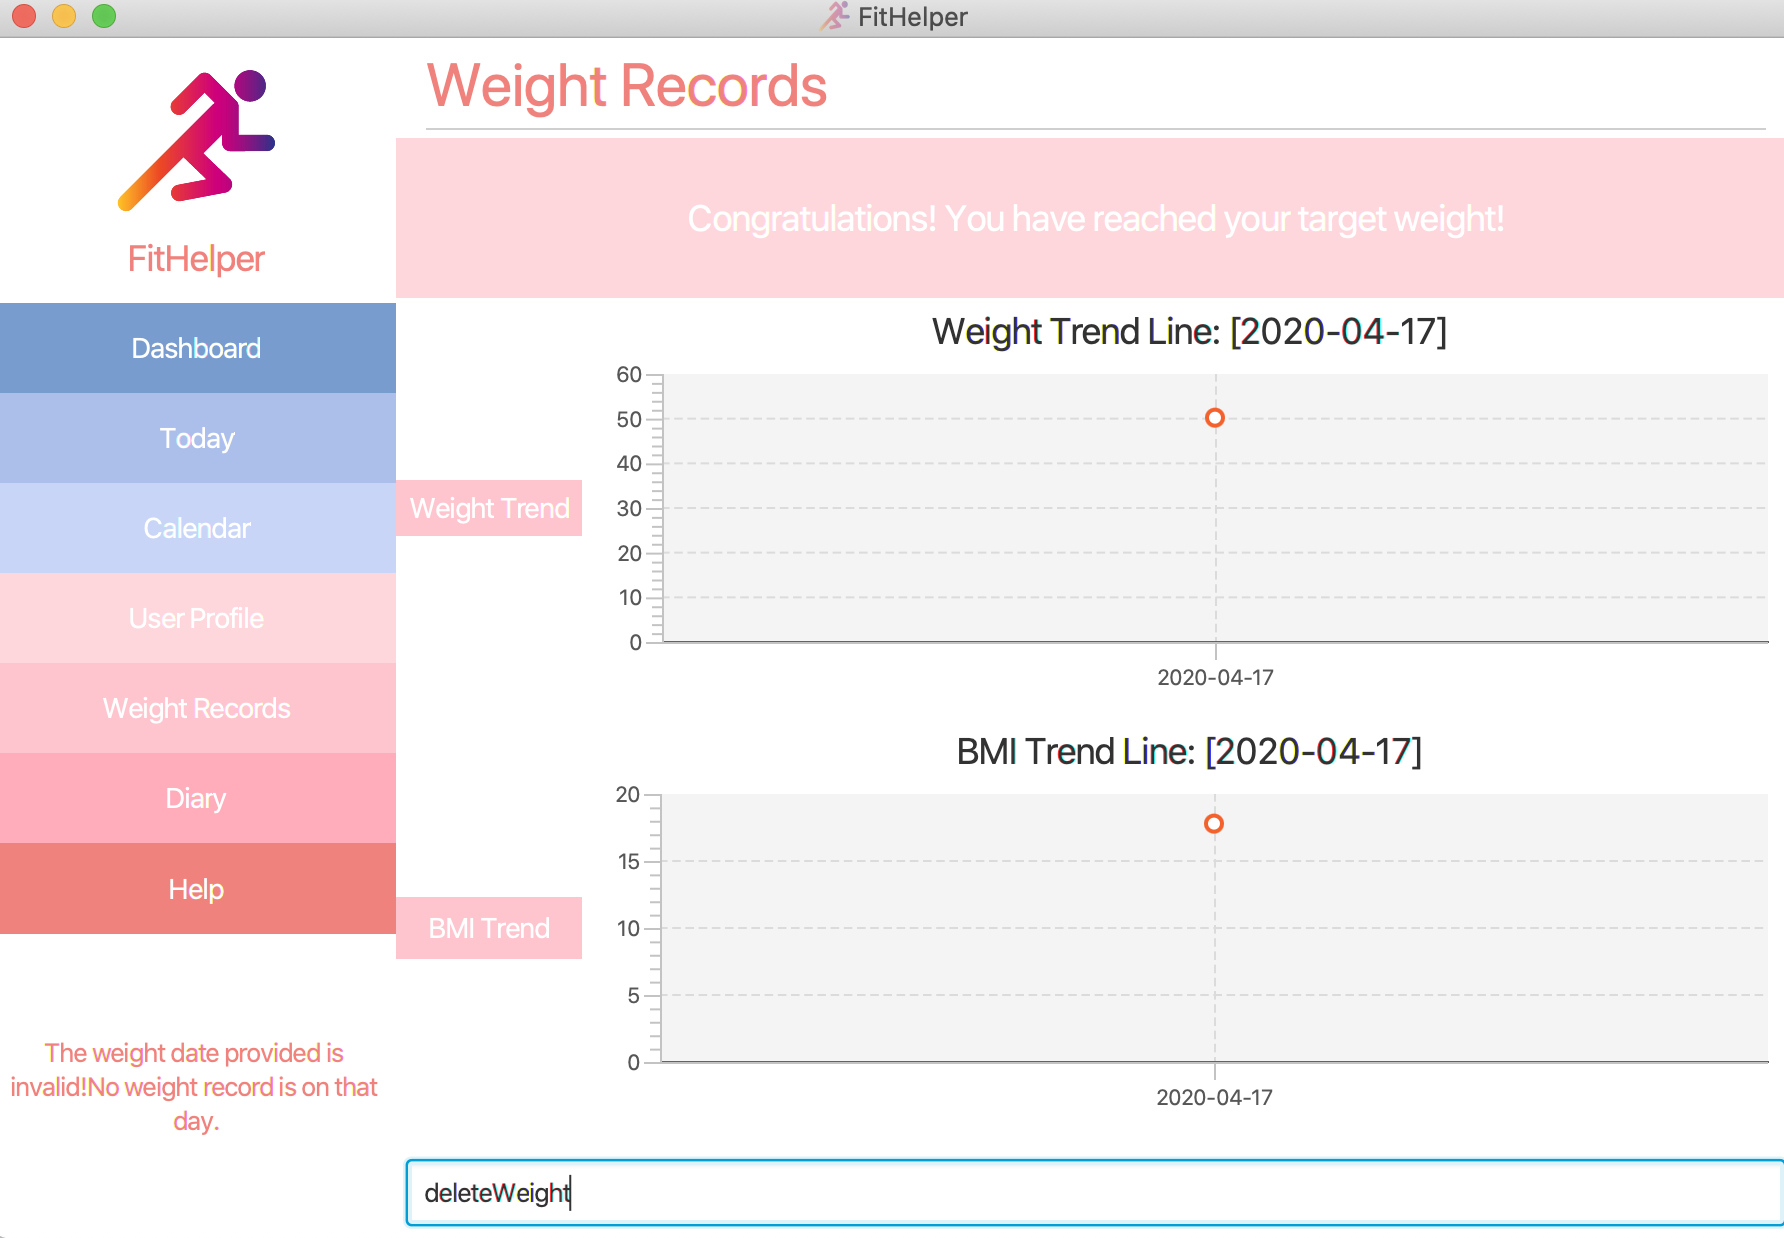 FitHelper
Weight Records
FitHelper
Congratulations! You have reached your target weight!
Dashboard
Today
Calendar
User Profile
Weight Records
Diary
Help
The weight date provided is
invalid!No weight record is on that
day.
Weight Trend
Weight Trend Line: [2020-04-17]
60
50
40
30
20
10
0
2020-04-17
BMI Trend
BMI Trend Line: [2020-04-17]
20
15
10
5
0
2020-04-17
deleteWeight